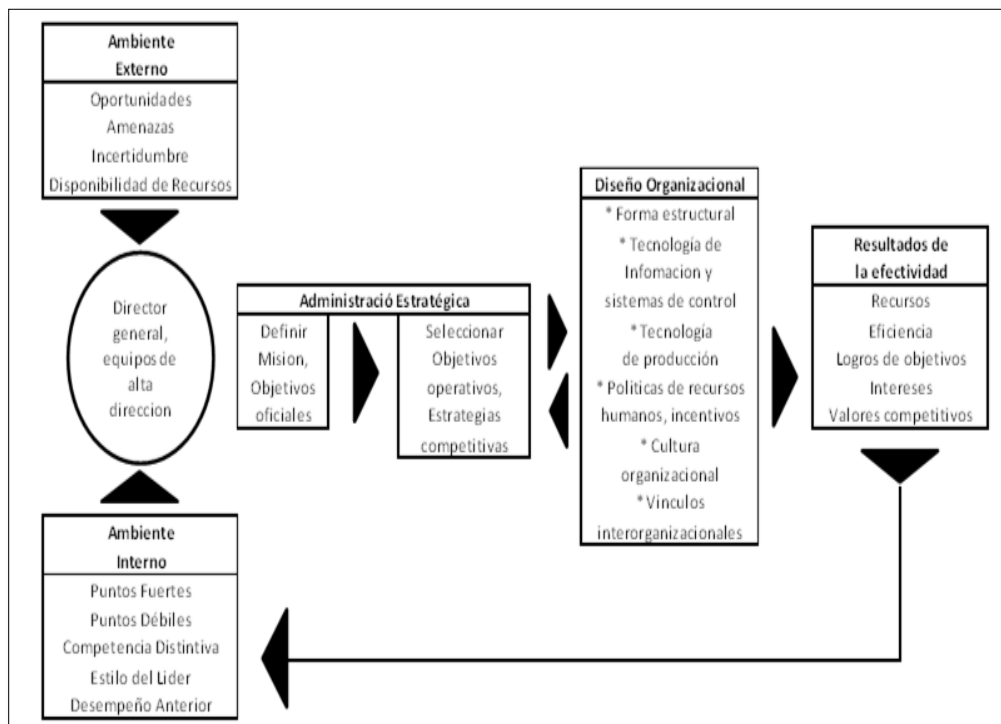 Ambiente
Externo
Oportunidades
Amenazas
Incertidumbre
Disponibilidad de Recursos
Director
general,
equipos de
alta
direccion
Ambiente
Interno
Puntos Fuertes
Puntos Débiles
Competencia Distintiva
Estilo del Lider
Desempeño Anterior
Administració Estratégica
Definir
Mision,
Objetivos
oficiales
Seleccionar
Objetivos
operativos,
Estrategias
competitivas
Diseño Organizacional
* Forma estructural
* Tecnología de
Infomacion y
sistemas de control
* Tecnología
de producción
* Politicas de recursos
humanos, incentivos
* Cultura
organizacional
* Vinculos
interorganizacionales
Resultados de
la efectividad
Recursos
Eficiencia
Logros de objetivos
Intereses
Valores competitivos